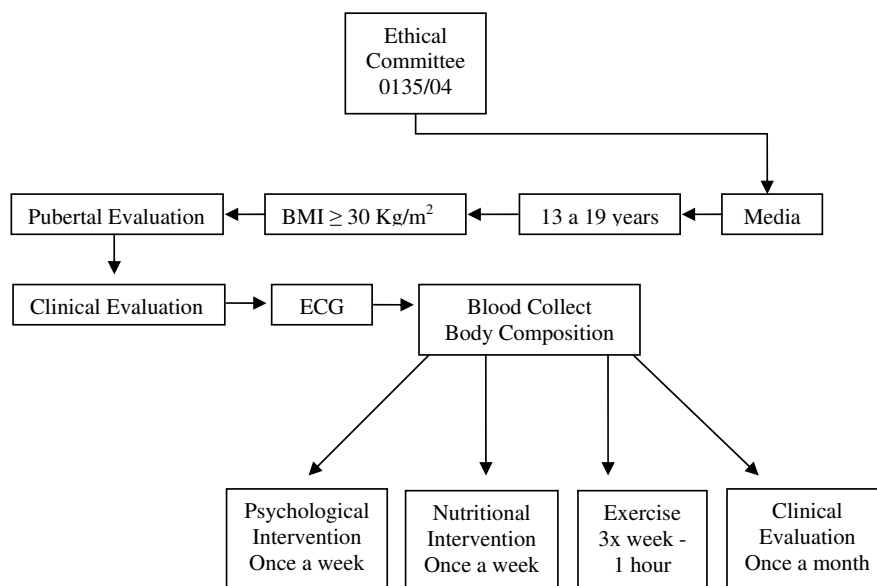 Ethical
Committee
0135/04
Media
13 a 19 years
BMI ≥ 30 Kg/m²
Pubertal Evaluation
Clinical Evaluation
ECG
Blood Collect
Body Composition
Psychological
Intervention
Once a week
Nutritional
Intervention
Once a week
Exercise
3x week -
1 hour
Clinical
Evaluation
Once a month